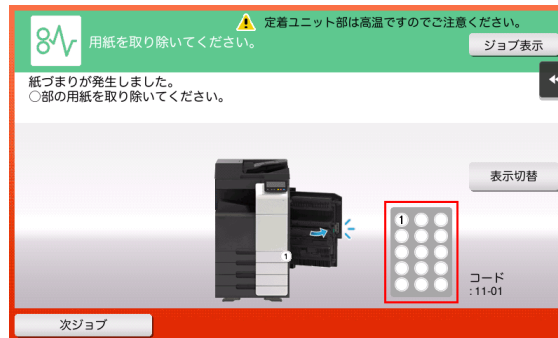 定着ユニット部は高温ですのでご注意ください。
用紙を取り除いてください。
ジョブ表示
紙づまりが発生しました。
○部の用紙を取り除いてください。
表示切替
1
1
コード
: 11-01
次ジョブ